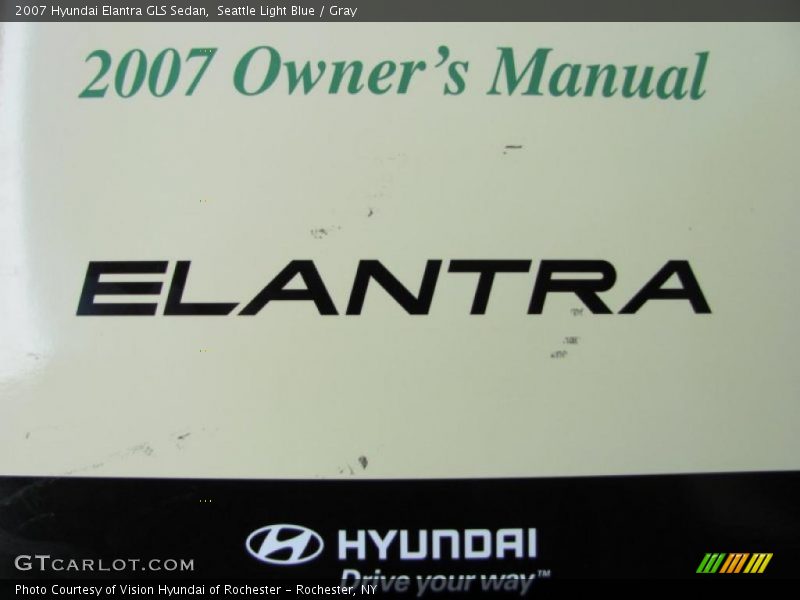 2007 Hyundai Elantra GLS Sedan,  Seattle Light Blue / Gray
2007 Owner's Manual
ELANTRA
HYUNDAI
Drive your way™
GTCARLOT.COM
Photo Courtesy of Vision Hyundai of Rochester - Rochester, NY